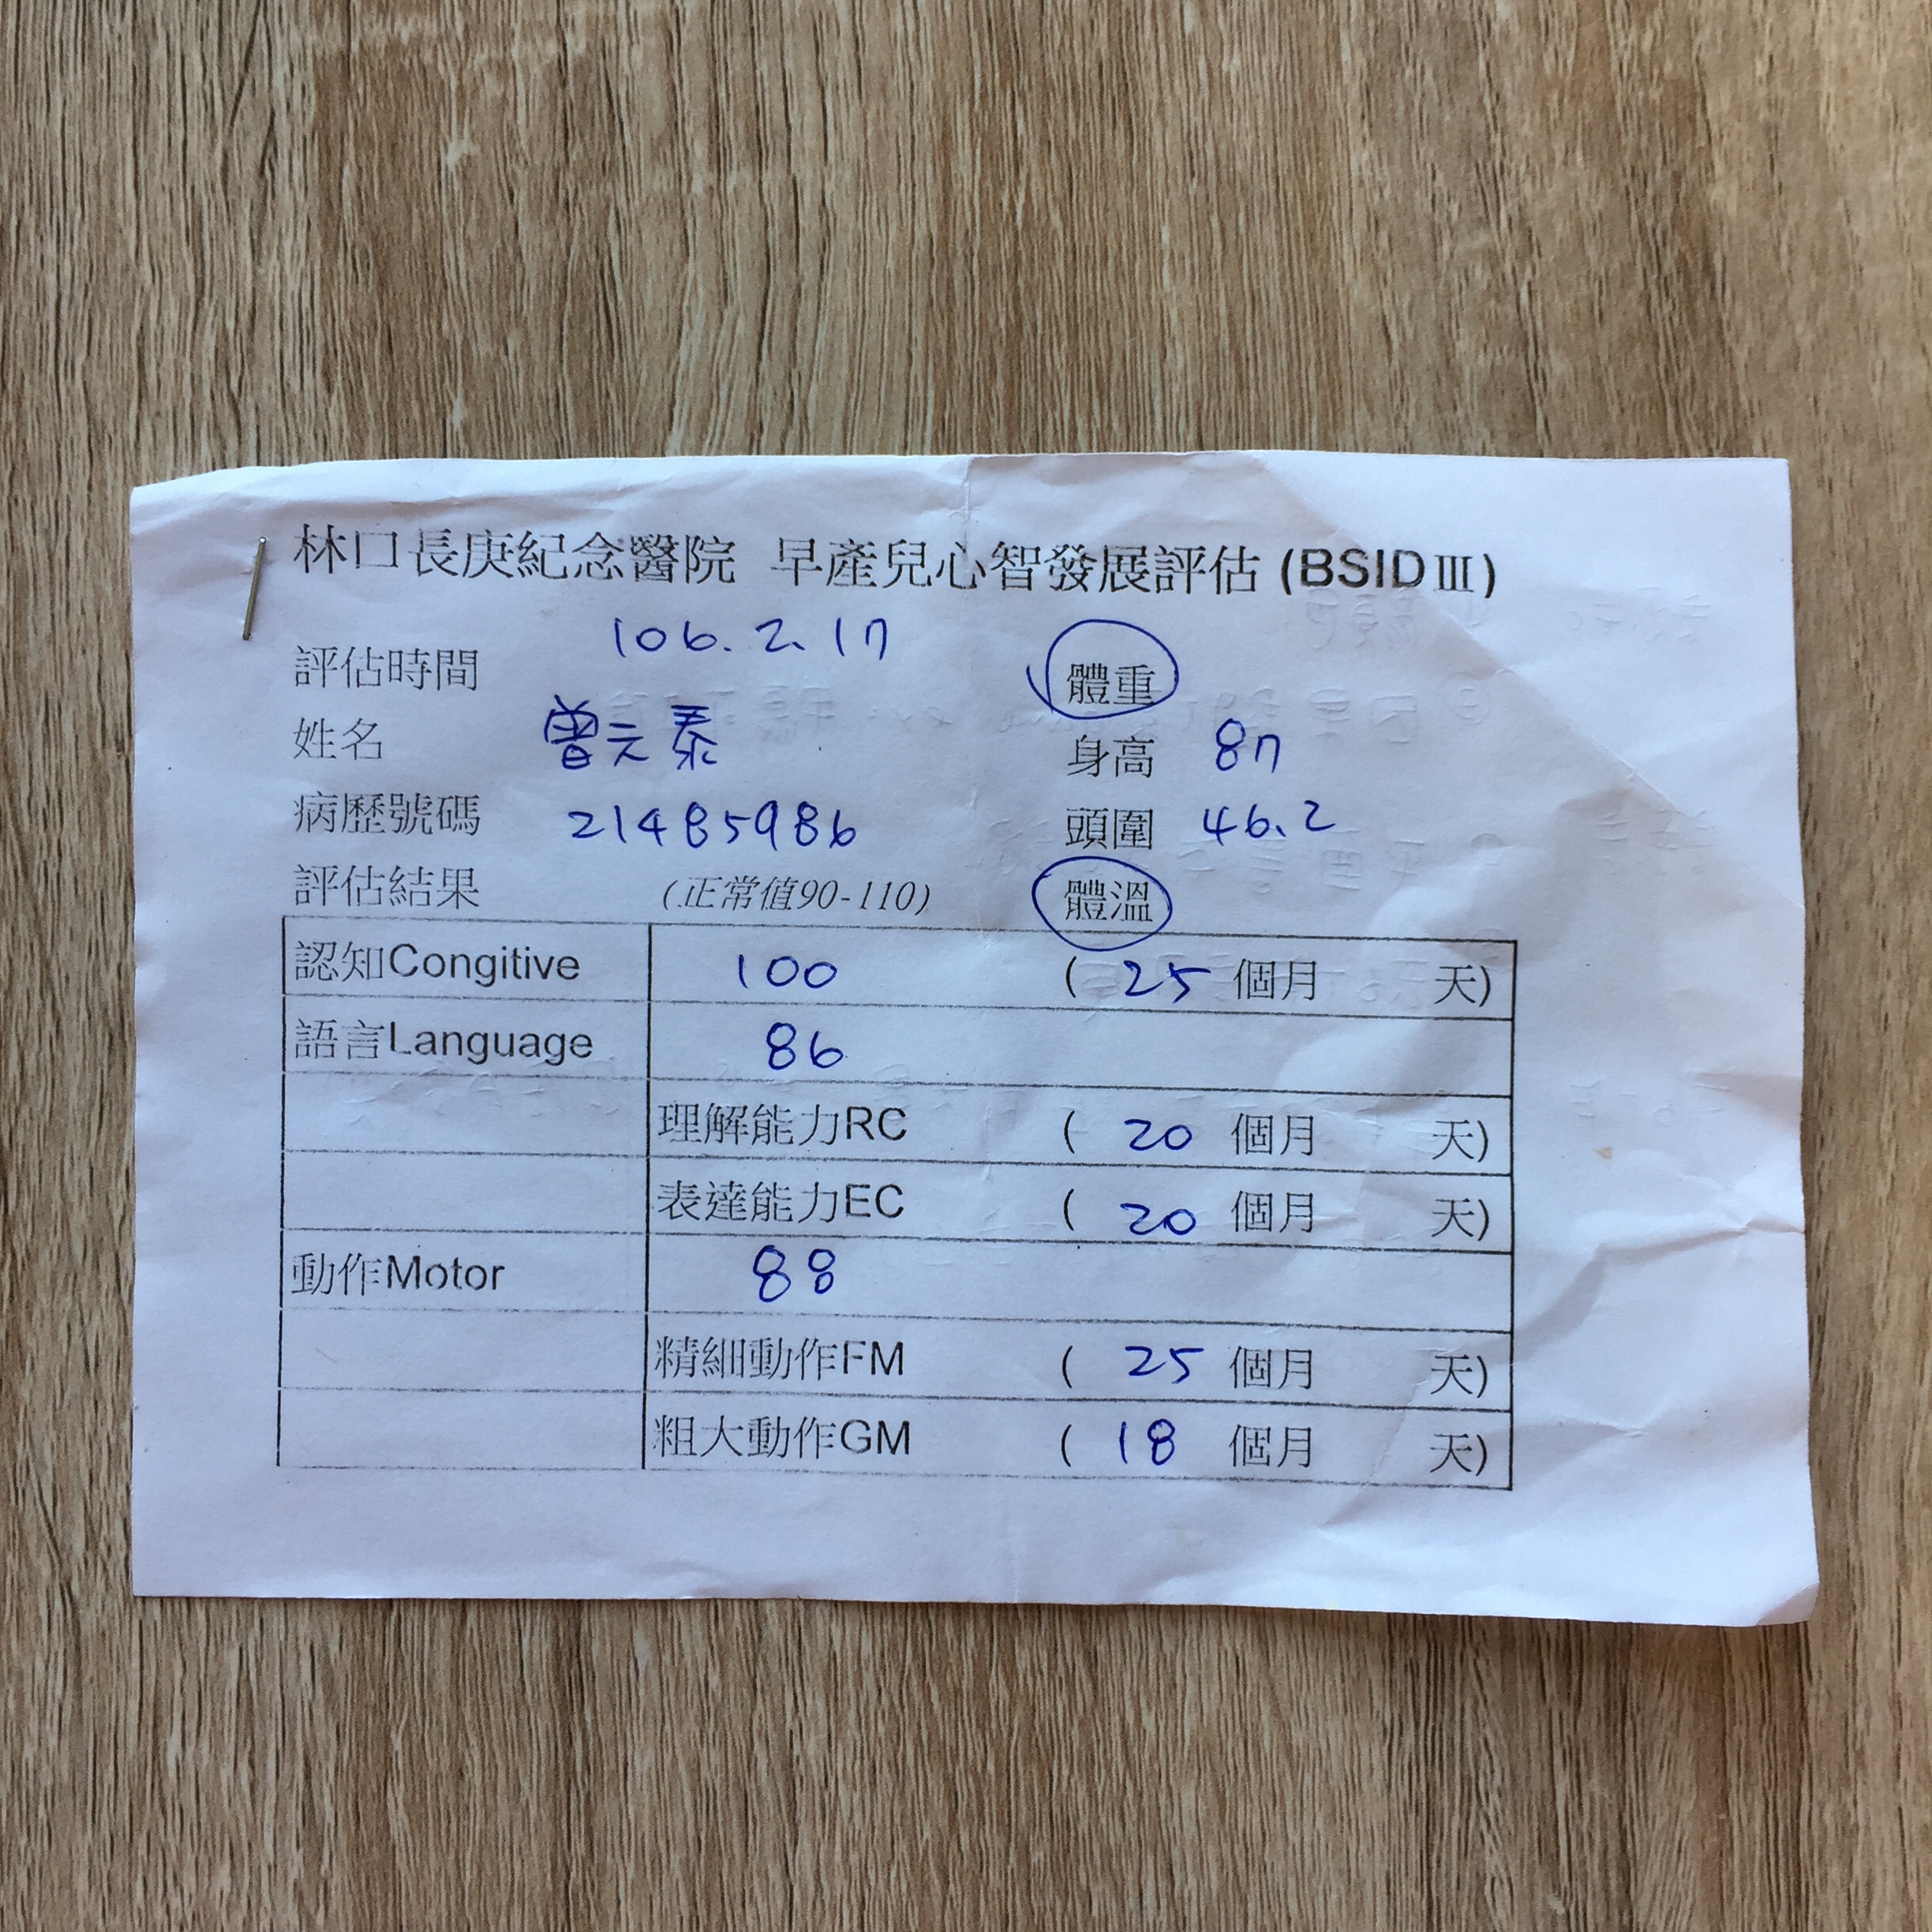 林口長庚紀念醫院 早產兒心智發展評估 (BSIDⅢ)
評估時間 106.2.17 體重
姓名 曾元泰 身高 87
病歷號碼 21485986 頭圍 46.2
評估結果 (正常值90-110) 體溫
認知Congitive 100 ( 25 個月 天)
語言Language 86
理解能力RC ( 20 個月 天)
表達能力EC ( 20 個月 天)
動作Motor 88
精細動作FM ( 25 個月 天)
粗大動作GM ( 18 個月 天)